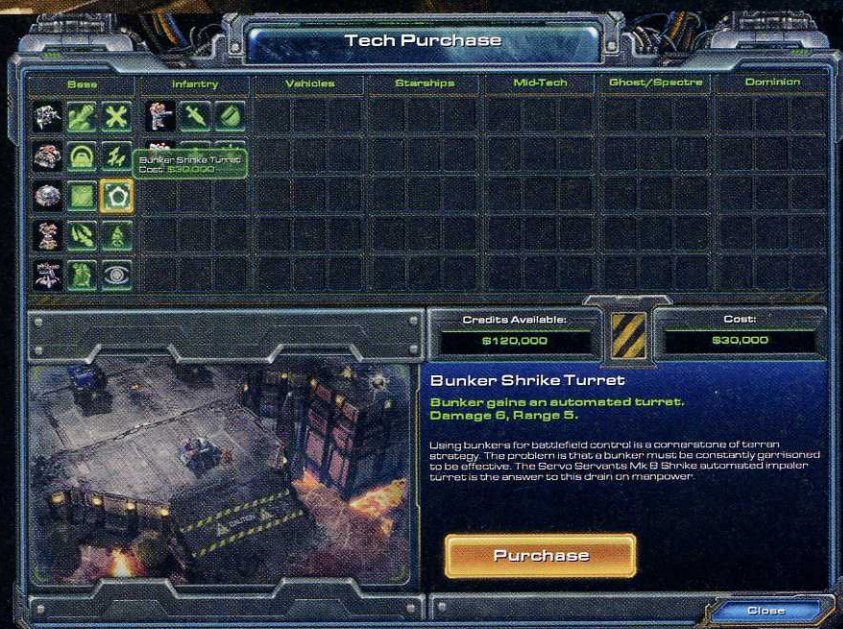 Tech Purchase
Base Infantry Vehicles Starships Mid-Tech Ghost/Spectre Dominion
Bunker Shrike Turret
Cost: $30,000
Credits Available: Cost:
$120,000 $30,000
Bunker Shrike Turret
Bunker gains an automated turret.
Damage 6, Range 5.
Using bunkers for battlefield control is a cornerstone of terran
strategy. The problem is that a bunker must be constantly garrisoned
to be effective. The Servo Servants Mk B Shrike automated impaler
turret is the answer to this drain on manpower.
CAUTION
Purchase
Close